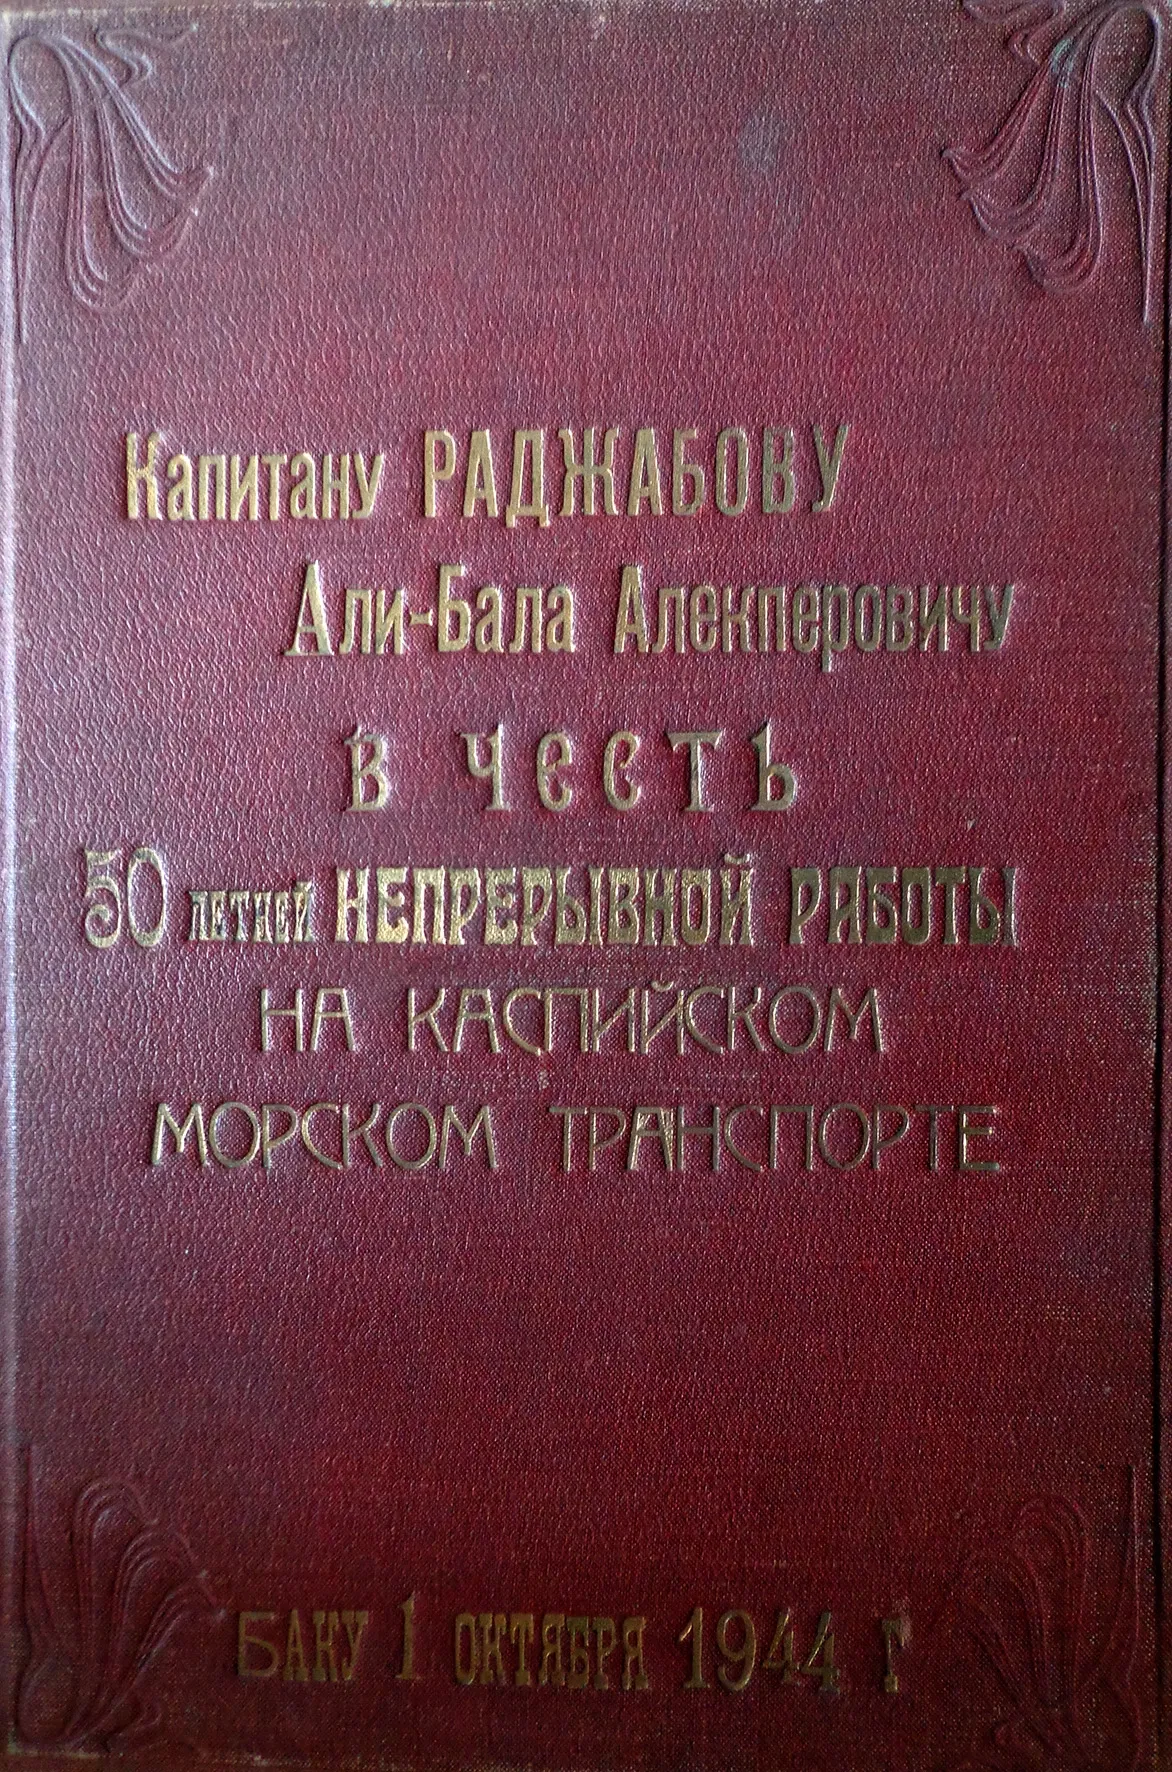 Капитану РАДЖАБОВУ
Али-Бала Алекперовичу
В ЧЕСТЬ
50 ЛЕТНЕЙ НЕПРЕРЫВНОЙ РАБОТЫ
НА КАСПИЙСКОМ
МОРСКОМ ТРАНСПОРТЕ
БАКУ 1 ОКТЯБРЯ 1944 Г